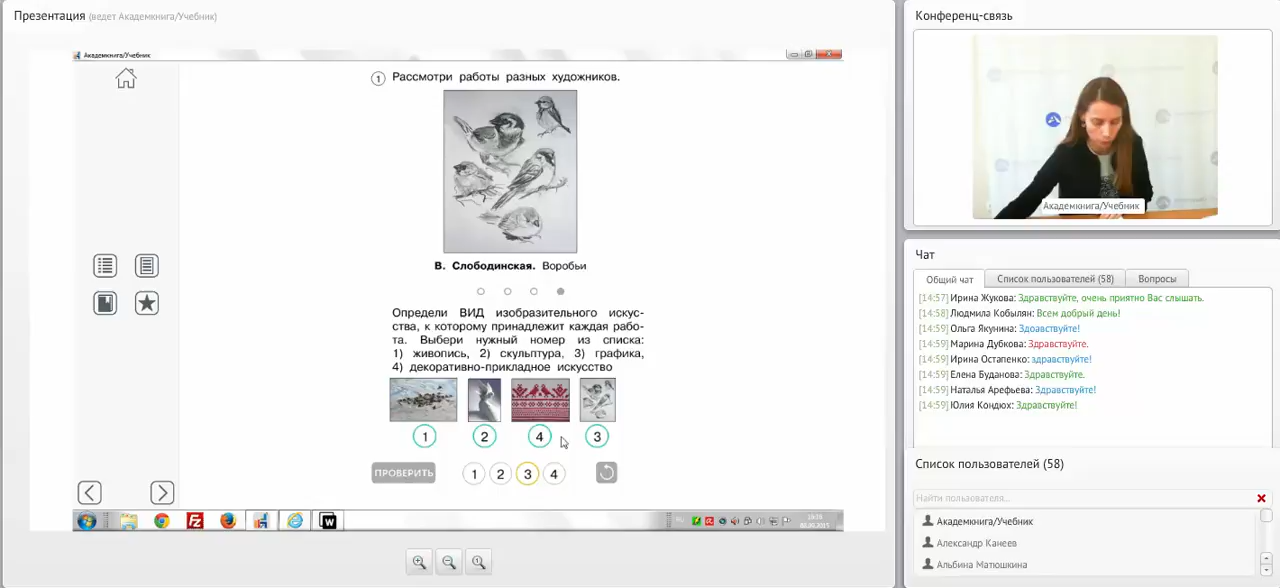 Презентация (ведет Академкнига/Учебник)
Академкнига/Учебник
1 Рассмотри работы разных художников.
В. Слободинская. Воробьи
Определи ВИД изобразительного искус-
ства, к которому принадлежит каждая рабо-
та. Выбери нужный номер из списка:
1) живопись, 2) скульптура, 3) графика,
4) декоративно-прикладное искусство
1 2 4 3
ПРОВЕРИТЬ 1 2 3 4
Конференц-связь
Академкнига/Учебник
Чат
Общий чат Список пользователей (58) Вопросы
[14:57] Ирина Жукова: Здравствуйте, очень приятно Вас слышать.
[14:58] Людмила Кобылян: Всем добрый день!
[14:59] Ольга Якунина: Здоавствуйте!
[14:59] Марина Дубкова: Здравствуйте.
[14:59] Ирина Остапенко: здравствуйте!
[14:59] Елена Буданова: Здравствуйте.
[14:59] Наталья Арефьева: Здравствуйте!
[14:59] Юлия Кондюх: Здравствуйте!
Список пользователей (58)
Найти пользователя...
Академкнига/Учебник
Александр Канеев
Альбина Матюшкина